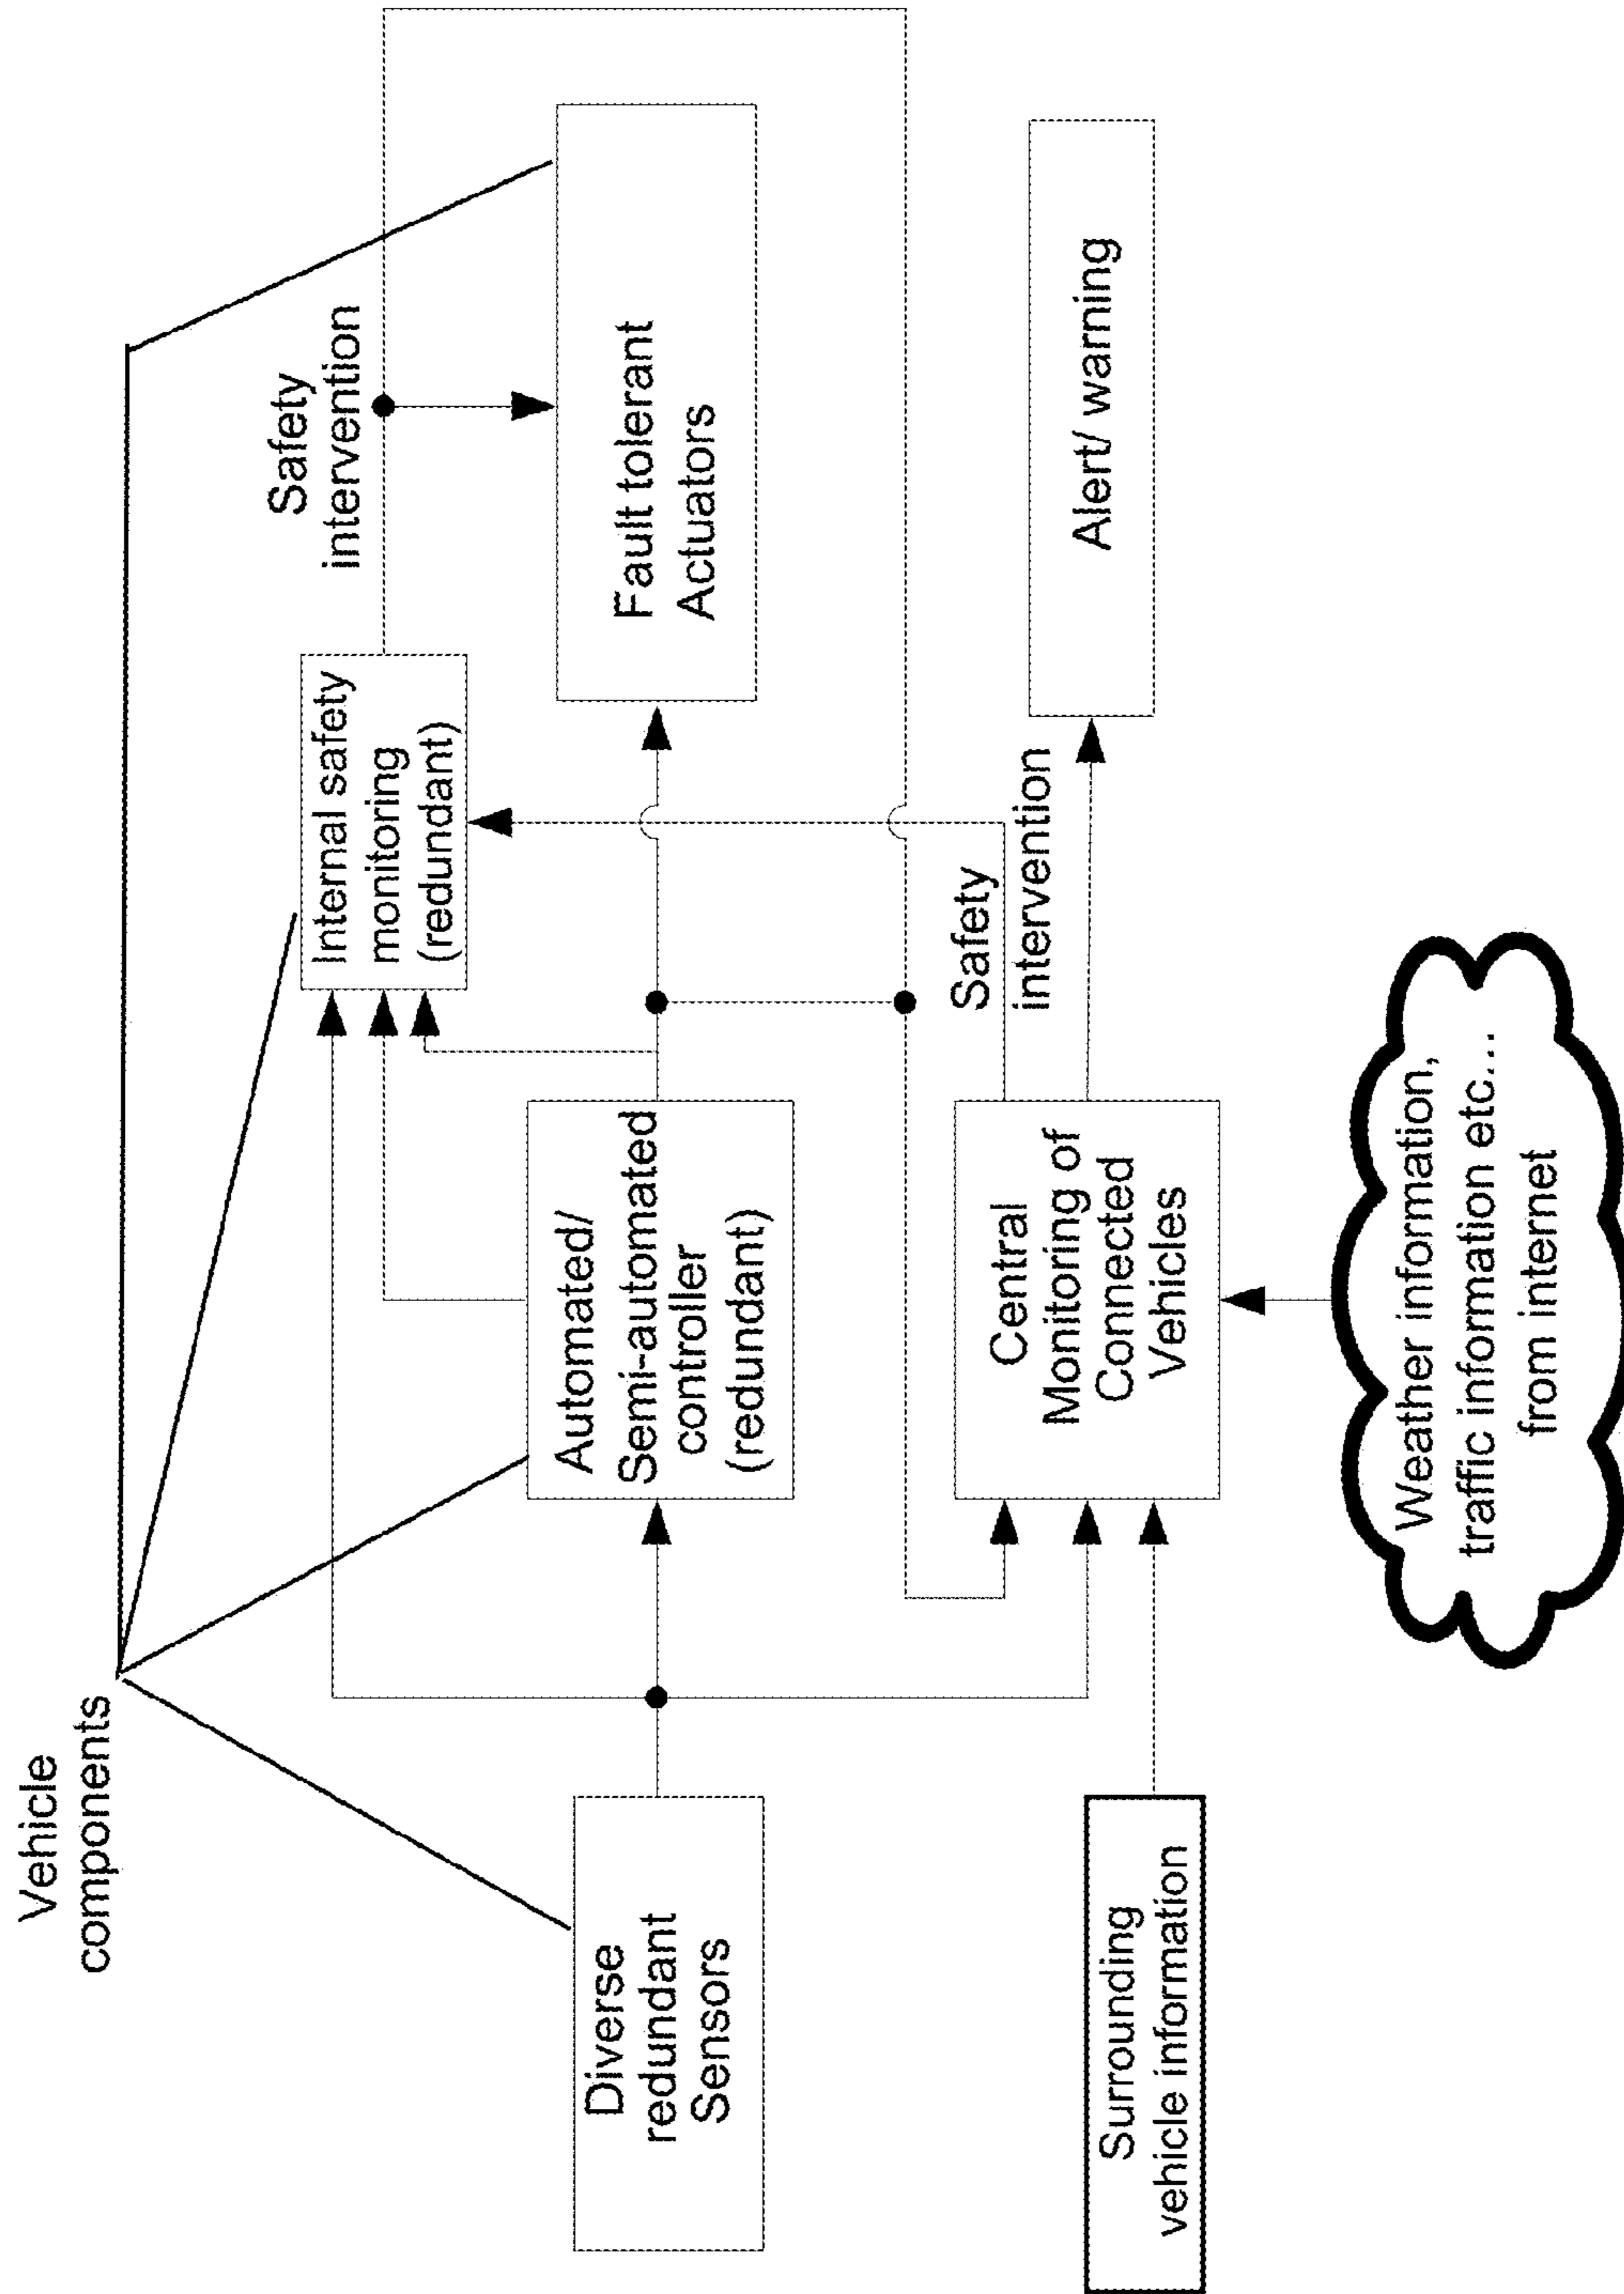 Vehicle
components
Safety
intervention
Internal safety
monitoring
(redundant)
Diverse
redundant
Sensors
Automated/
Semi-automated
controller
(redundant)
Fault tolerant
Actuators
Safety
intervention
Surrounding
vehicle information
Central
Monitoring of
Connected
Vehicles
Alert/ warning
Weather information,
traffic information etc...
from internet